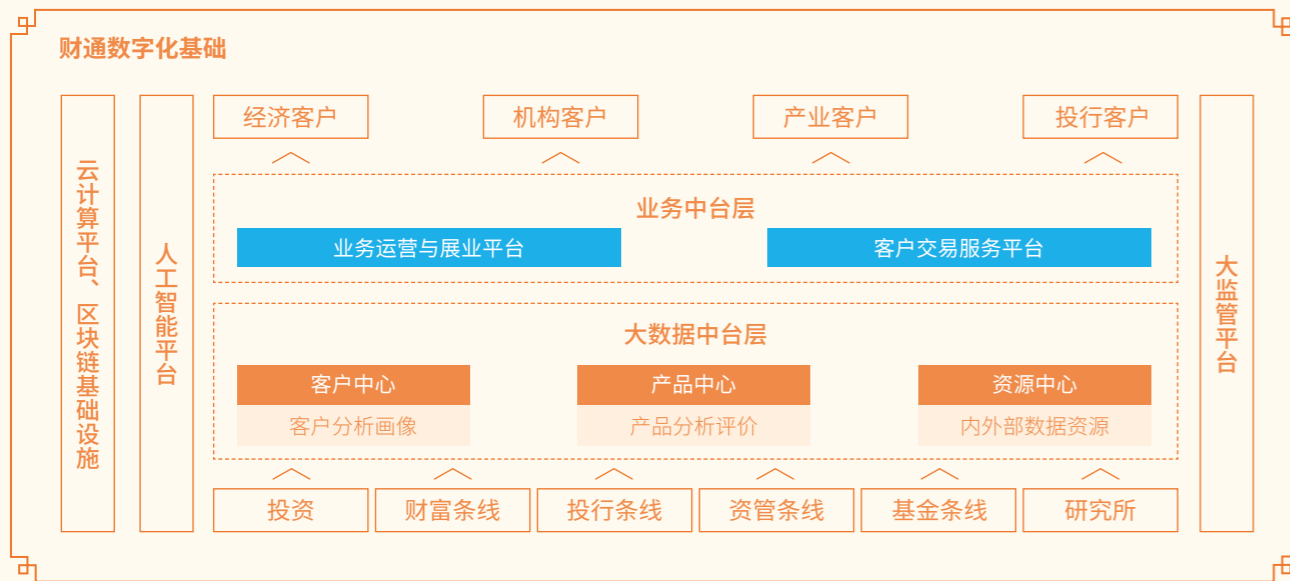 财通数字化基础
云计算平台、区块链基础设施
人工智能平台
经济客户
机构客户
产业客户
投行客户
业务中台层
业务运营与展业平台
客户交易服务平台
大数据中台层
客户中心
产品中心
资源中心
客户分析画像
产品分析评价
内外部数据资源
投资
财富条线
投行条线
资管条线
基金条线
研究所
大监管平台